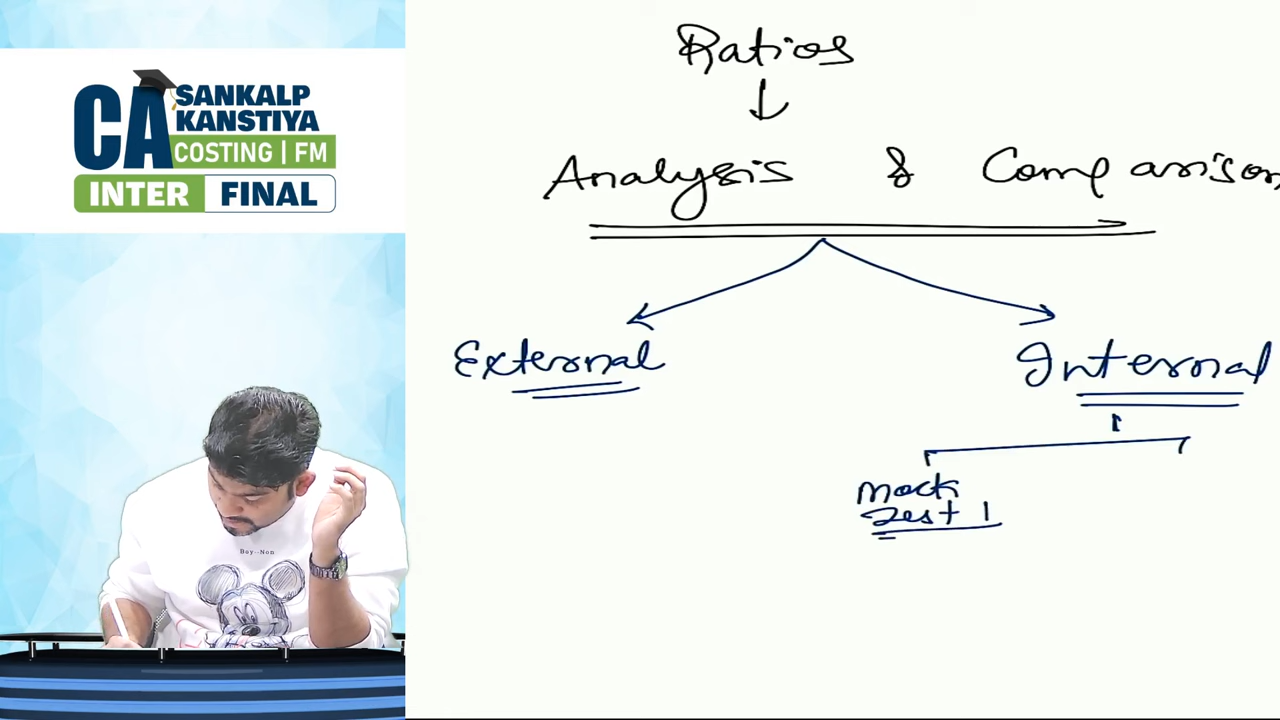 Ratios
CA SANKALP
KANSTIYA
COSTING | FM
INTER FINAL
Analysis & Comparison
External
Internal
Mock
Test 1
Boy--Non